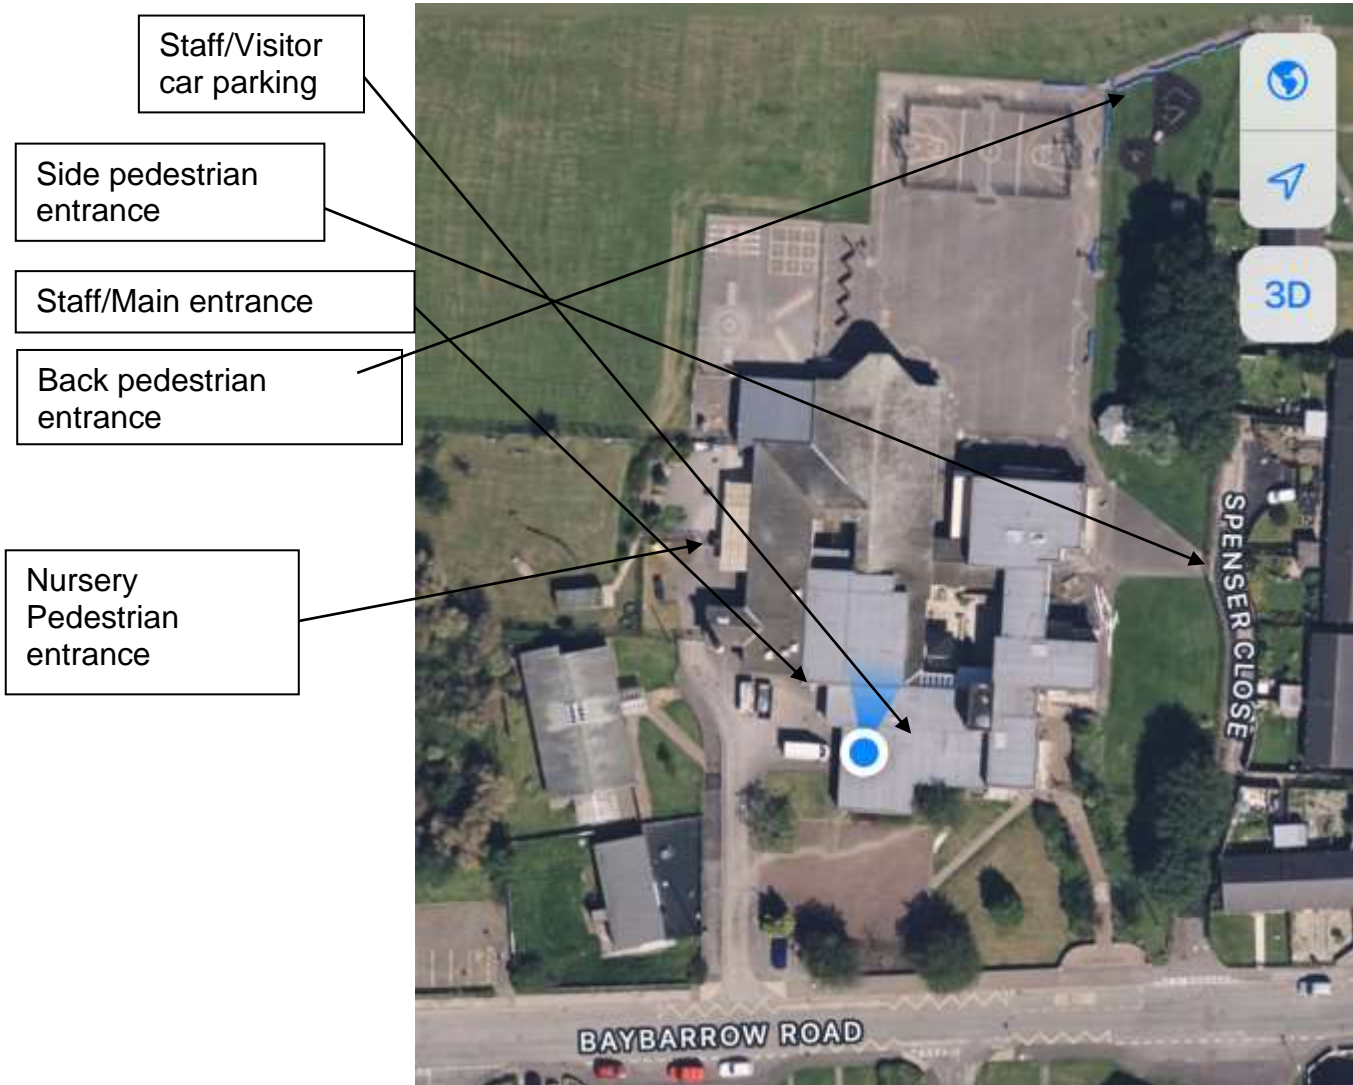 Staff/Visitor
car parking
Side pedestrian
entrance
Staff/Main entrance
Back pedestrian
entrance
Nursery
Pedestrian
entrance
3D
SPENSER CLOSE
BAYBARROW ROAD